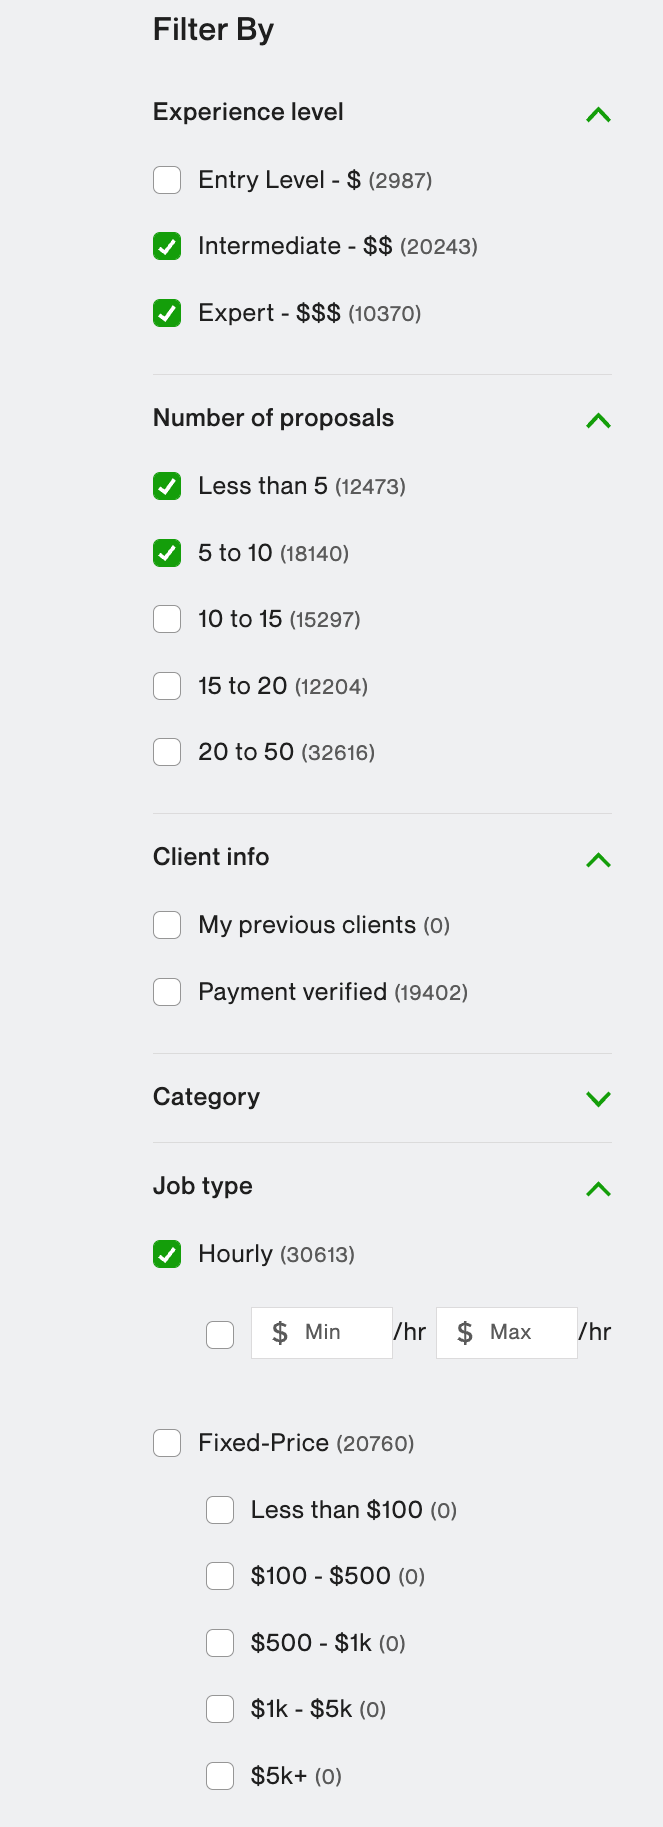 Filter By
Experience level
Entry Level - $ (2987)
Intermediate - $$ (20243)
Expert - $$$ (10370)
Number of proposals
Less than 5 (12473)
5 to 10 (18140)
10 to 15 (15297)
15 to 20 (12204)
20 to 50 (32616)
Client info
My previous clients (0)
Payment verified (19402)
Category
Job type
Hourly (30613)
$ Min /hr $ Max /hr
Fixed-Price (20760)
Less than $100 (0)
$100 - $500 (0)
$500 - $1k (0)
$1k - $5k (0)
$5k+ (0)